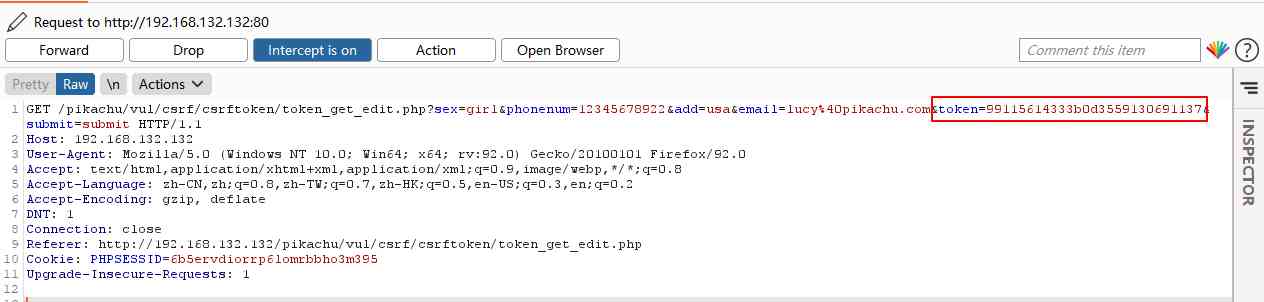 Request to http://192.168.132.132:80
Forward Drop Intercept is on Action Open Browser Comment this item ?
Pretty Raw \n Actions
1 GET /pikachu/vul/csrf/csrftoken/token_get_edit.php?sex=girl&phonenum=12345678922&add=usa&email=lucy%40pikachu.com&token=99115614333b0d3559130691137&
submit=submit HTTP/1.1
2 Host: 192.168.132.132
3 User-Agent: Mozilla/5.0 (Windows NT 10.0; Win64; x64; rv:92.0) Gecko/20100101 Firefox/92.0
4 Accept: text/html,application/xhtml+xml,application/xml;q=0.9,image/webp,*/*;q=0.8
5 Accept-Language: zh-CN,zh;q=0.8,zh-TW;q=0.7,zh-HK;q=0.5,en-US;q=0.3,en;q=0.2
6 Accept-Encoding: gzip, deflate
7 DNT: 1
8 Connection: close
9 Referer: http://192.168.132.132/pikachu/vul/csrf/csrftoken/token_get_edit.php
10 Cookie: PHPSESSID=6b5ervdiorrp6lomrbbho3m395
11 Upgrade-Insecure-Requests: 1
12
INSPECTOR